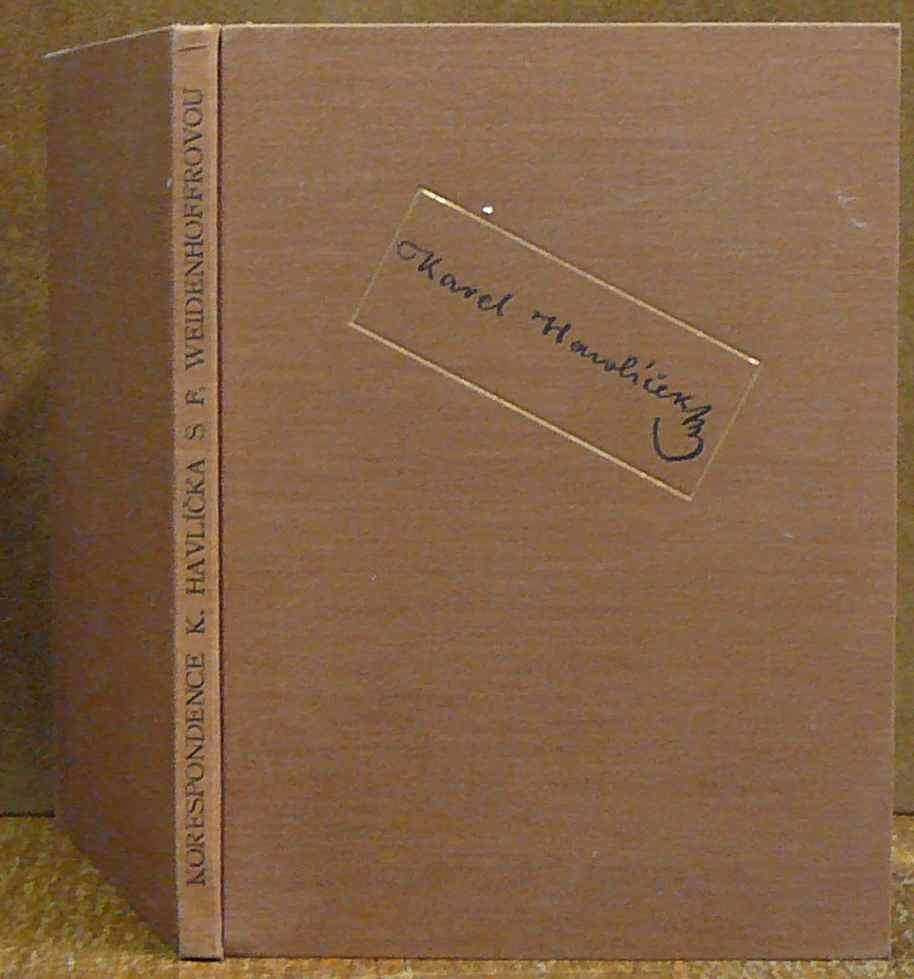 KORESPONDENCE K. HAVLÍČKA S F. WEIDENHOFFROVOU
Karel Havlíček